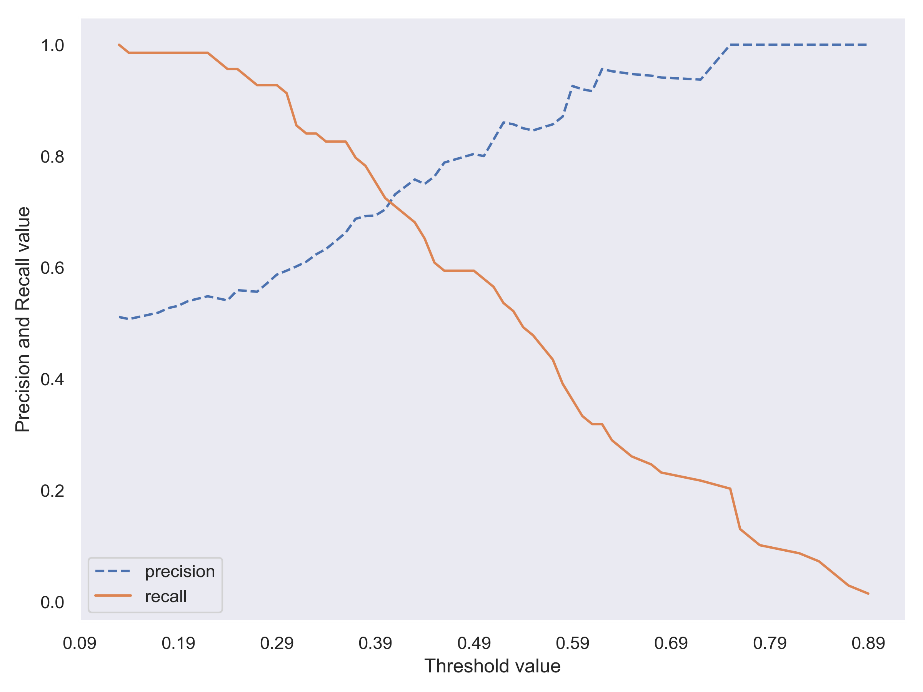 1.0
0.8
0.6
0.4
0.2
0.0
Precision and Recall value
precision
recall
0.09 0.19 0.29 0.39 0.49 0.59 0.69 0.79 0.89
Threshold value